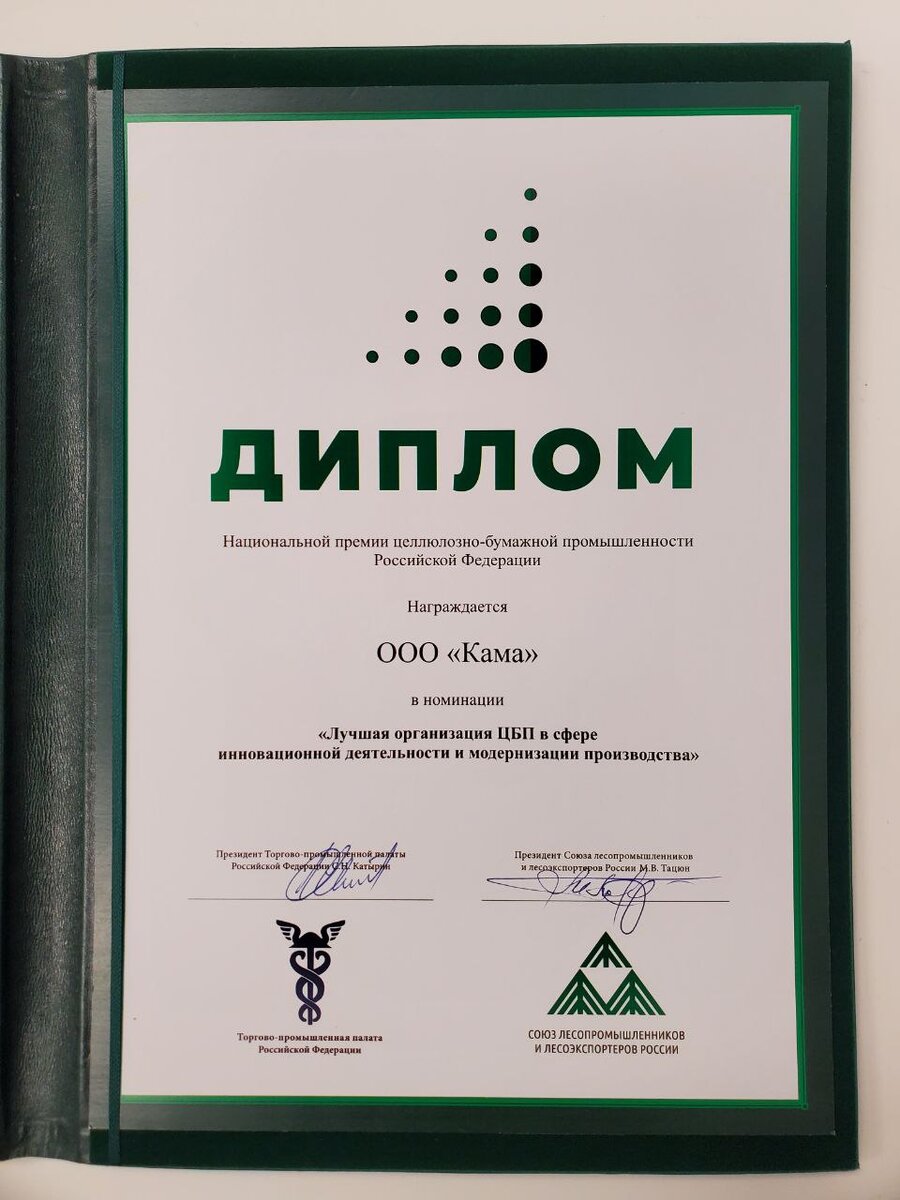 ДИПЛОМ
Национальной премии целлюлозно-бумажной промышленности
Российской Федерации
Награждается
ООО «Кама»
в номинации
«Лучшая организация ЦБП в сфере
инновационной деятельности и модернизации производства»
Президент Торгово-промышленной палаты
Российской Федерации С.Н. Катырин
Президент Союза лесопромышленников
и лесоэкспортеров России М.В. Тацюн
Торгово-промышленная палата
Российской Федерации
СОЮЗ ЛЕСОПРОМЫШЛЕННИКОВ
И ЛЕСОЭКСПОРТЕРОВ РОССИИ